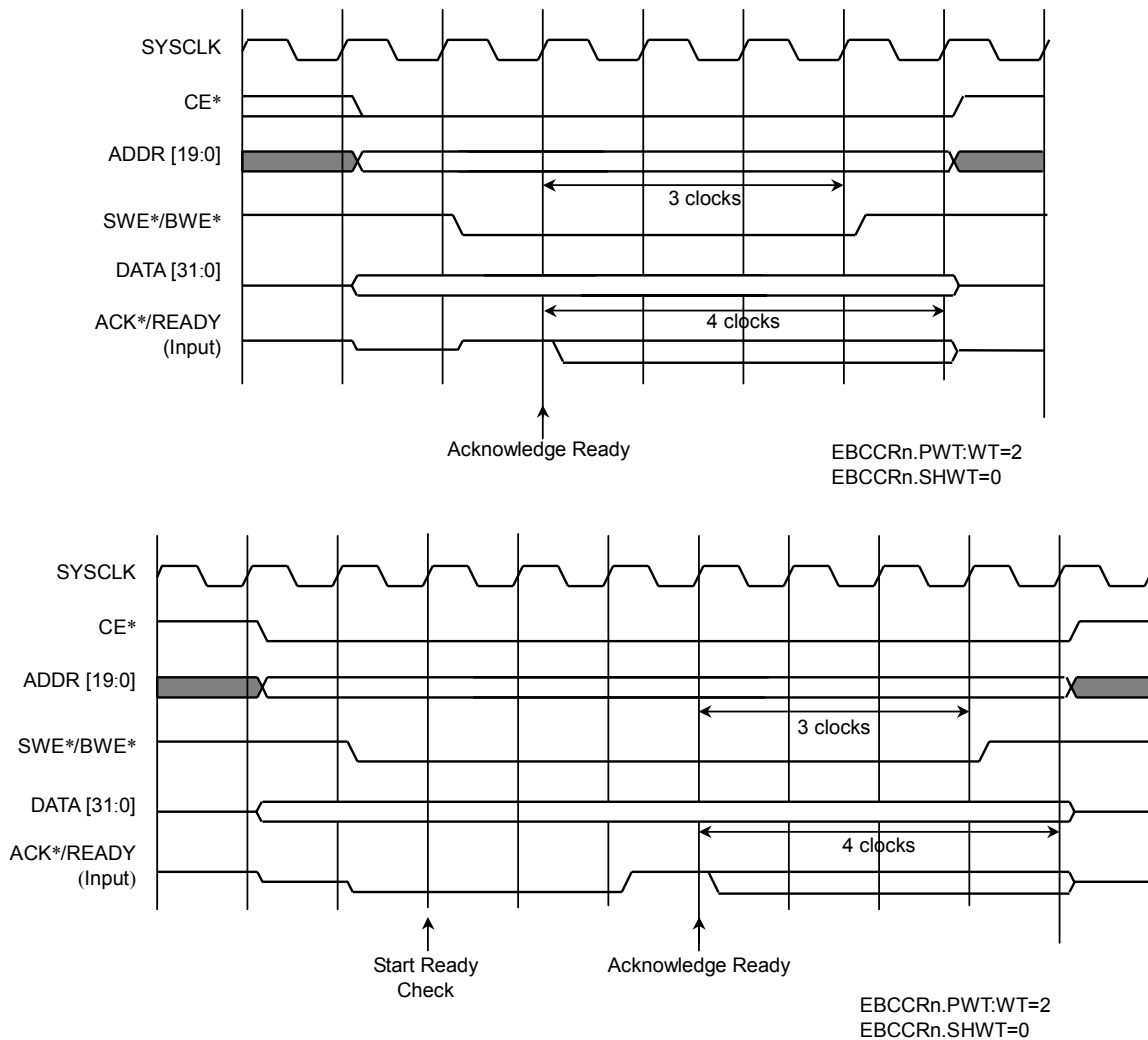 SYSCLK
CE*
ADDR [19:0]
3 clocks
SWE*/BWE*
DATA [31:0]
4 clocks
ACK*/READY
(Input)
Acknowledge Ready
EBCCRn.PWT:WT=2
EBCCRn.SHWT=0
SYSCLK
CE*
ADDR [19:0]
3 clocks
SWE*/BWE*
DATA [31:0]
4 clocks
ACK*/READY
(Input)
Start Ready
Check
Acknowledge Ready
EBCCRn.PWT:WT=2
EBCCRn.SHWT=0